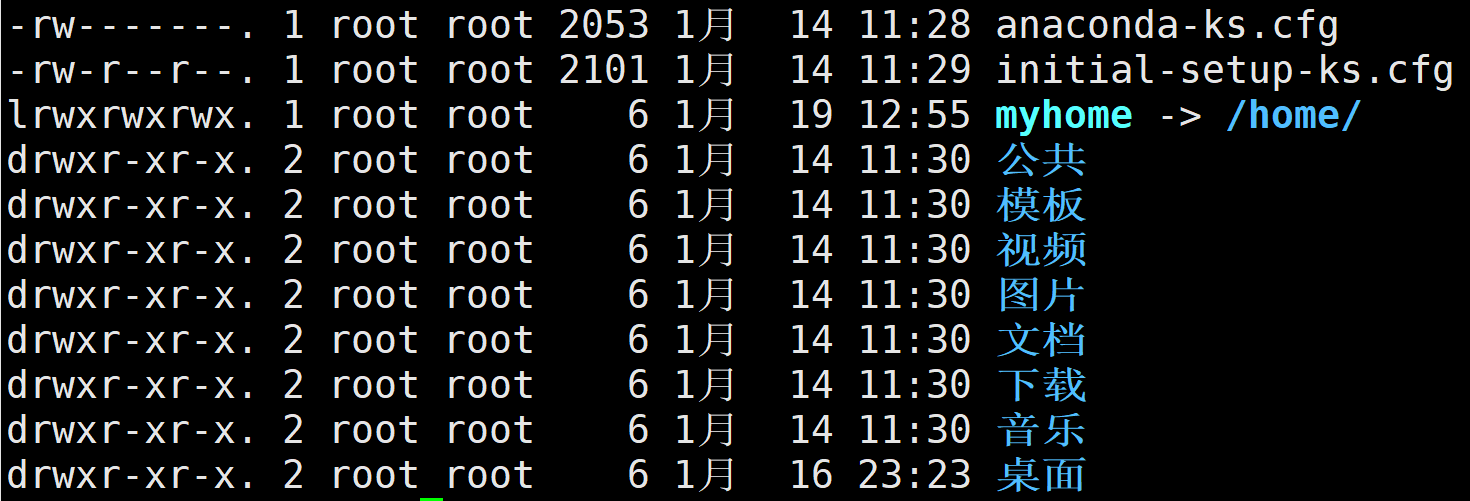 -rw-------. 1 root root 2053 1月  14 11:28 anaconda-ks.cfg
-rw-r--r--. 1 root root 2101 1月  14 11:29 initial-setup-ks.cfg
lrwxrwxrwx. 1 root root    6 1月  19 12:55 myhome -> /home/
drwxr-xr-x. 2 root root    6 1月  14 11:30 公共
drwxr-xr-x. 2 root root    6 1月  14 11:30 模板
drwxr-xr-x. 2 root root    6 1月  14 11:30 视频
drwxr-xr-x. 2 root root    6 1月  14 11:30 图片
drwxr-xr-x. 2 root root    6 1月  14 11:30 文档
drwxr-xr-x. 2 root root    6 1月  14 11:30 下载
drwxr-xr-x. 2 root root    6 1月  14 11:30 音乐
drwxr-xr-x. 2 root root    6 1月  16 23:23 桌面